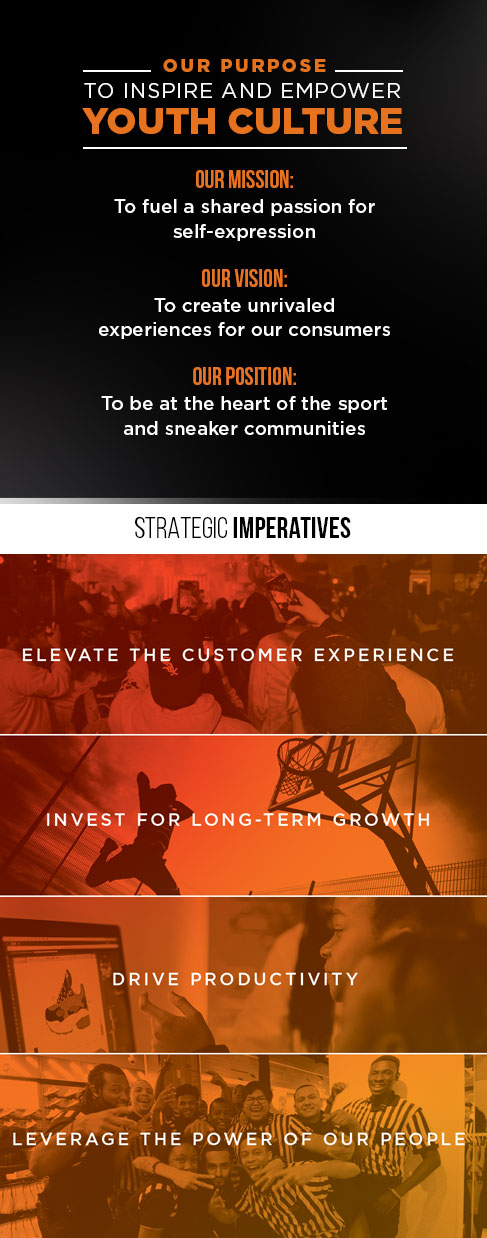 OUR PURPOSE
TO INSPIRE AND EMPOWER
YOUTH CULTURE
OUR MISSION:
To fuel a shared passion for
self-expression
OUR VISION:
To create unrivaled
experiences for our consumers
OUR POSITION:
To be at the heart of the sport
and sneaker communities
STRATEGIC IMPERATIVES
ELEVATE THE CUSTOMER EXPERIENCE
INVEST FOR LONG-TERM GROWTH
DRIVE PRODUCTIVITY
LEVERAGE THE POWER OF OUR PEOPLE